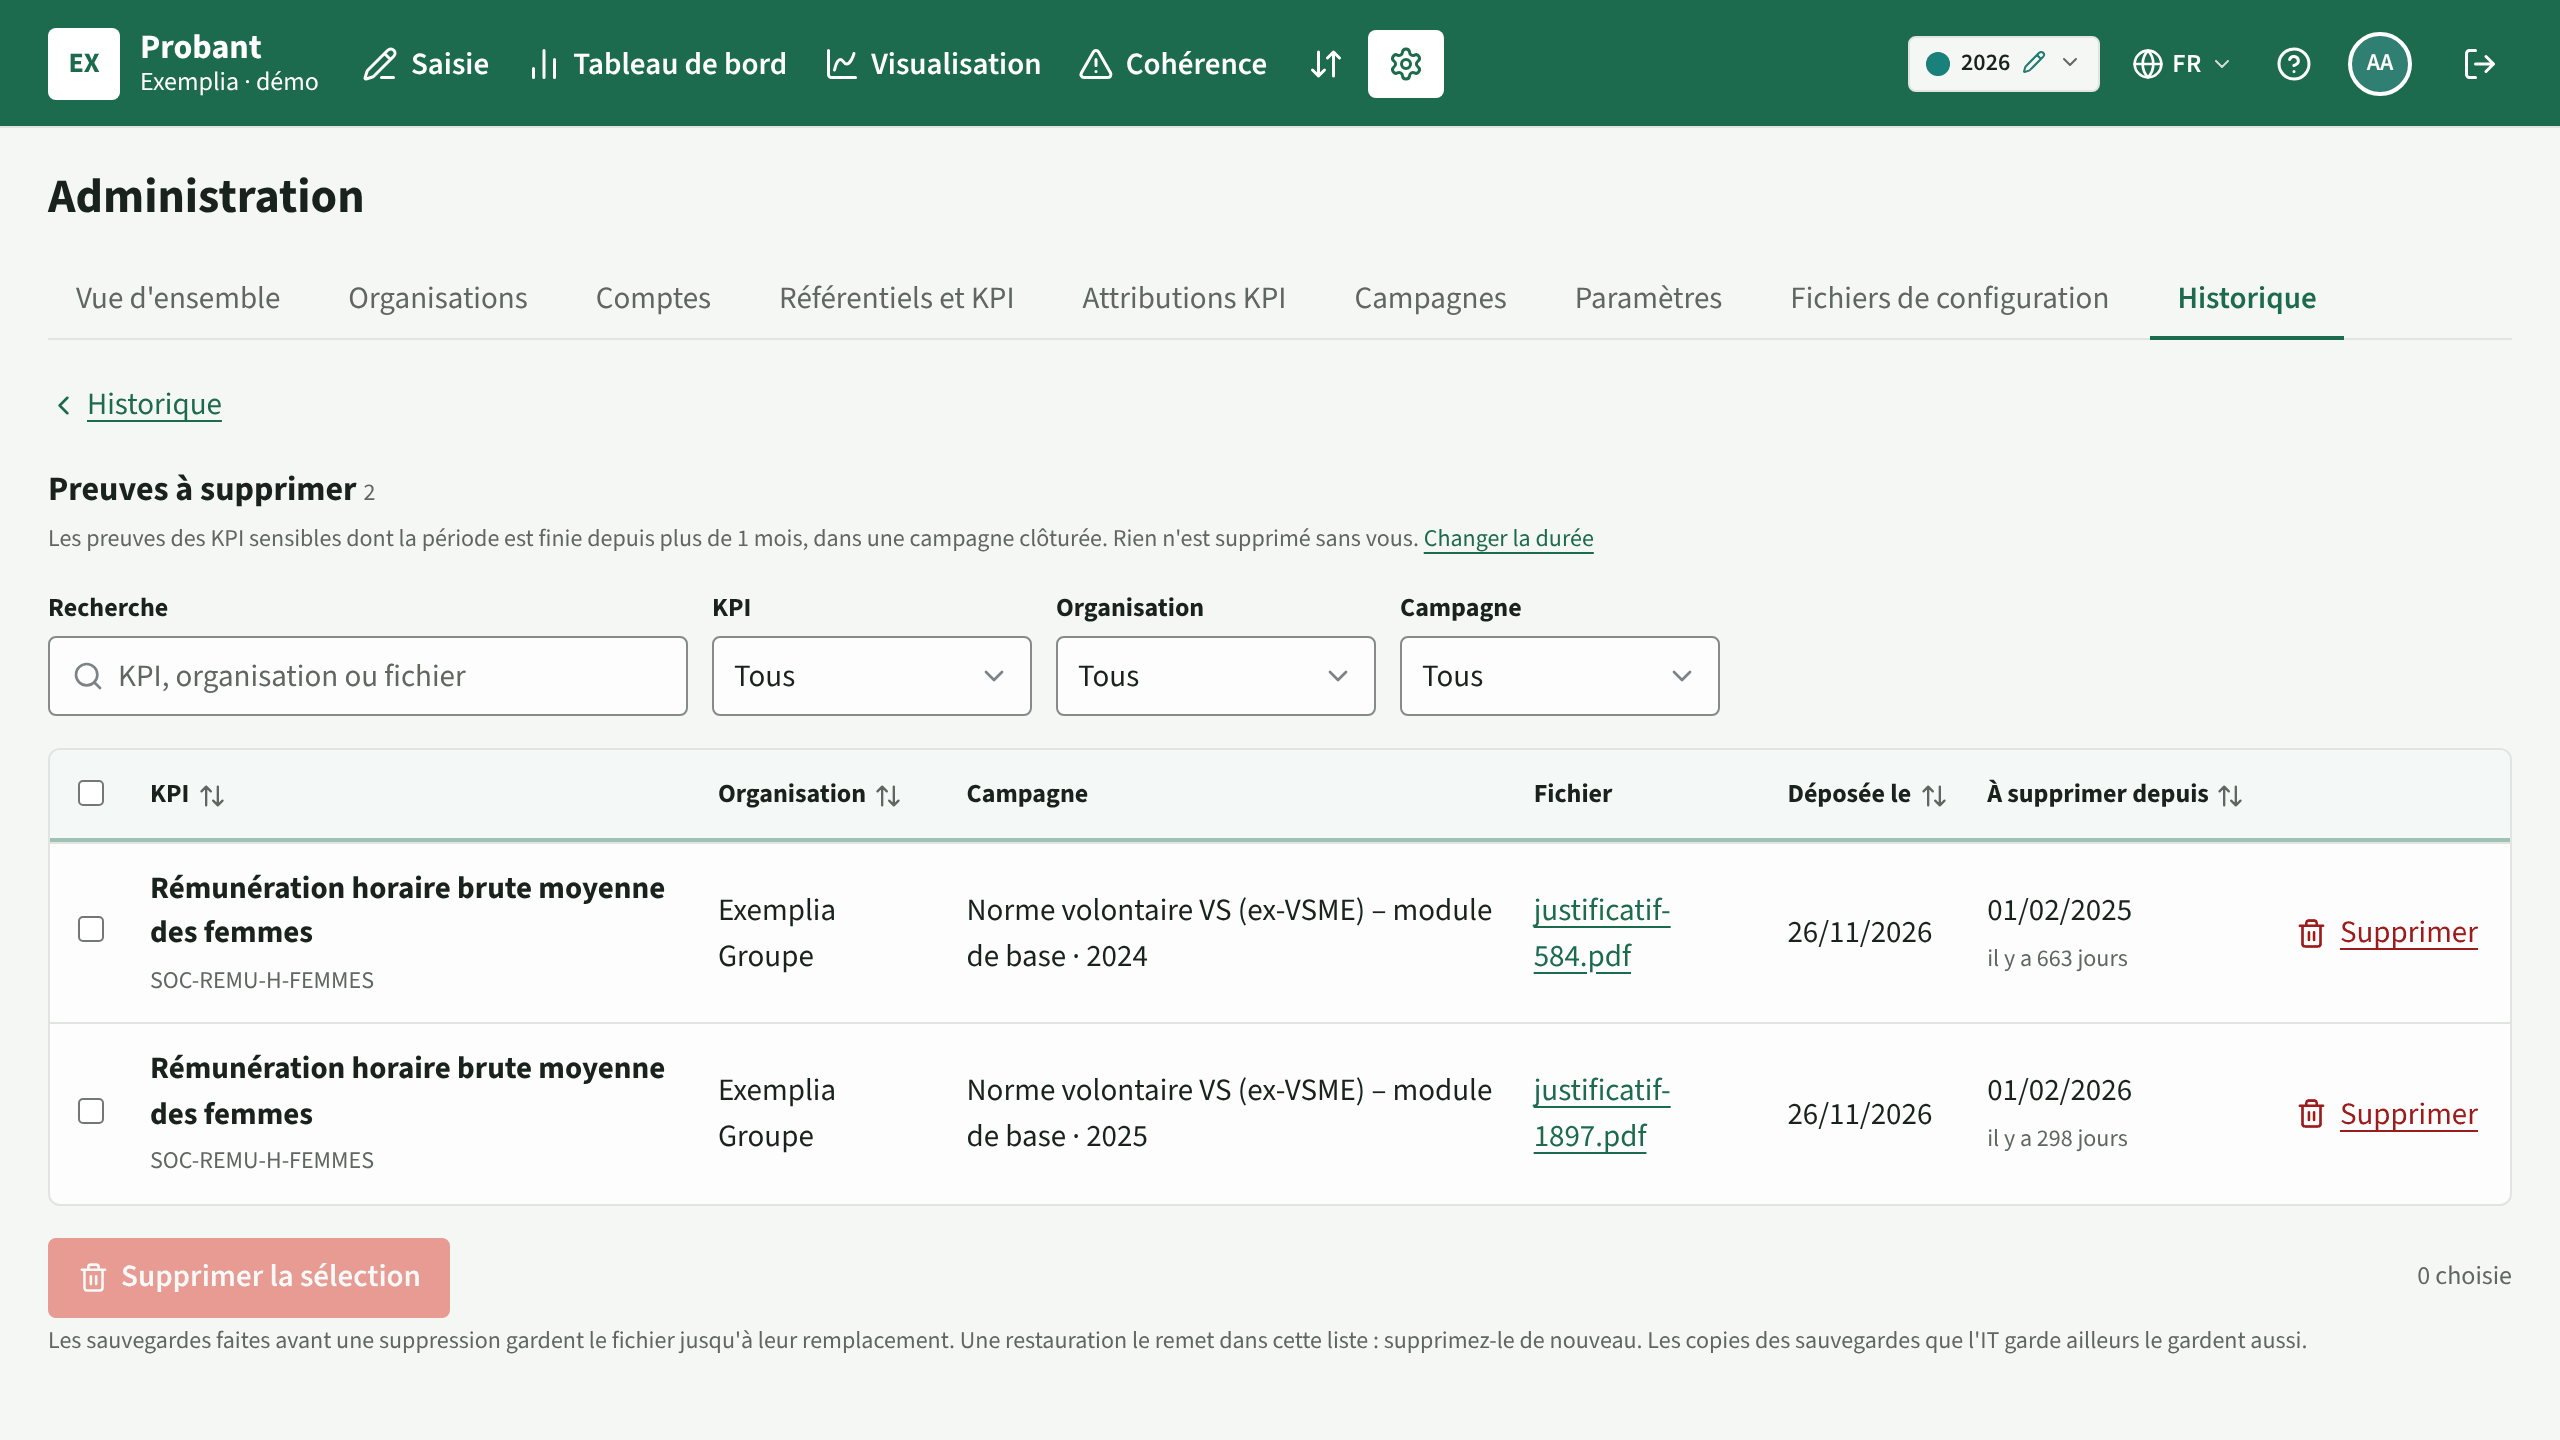 EX
Probant
Exemplia · démo
Saisie
Tableau de bord
Visualisation
Cohérence
2026
FR
AA
Administration
Vue d'ensemble
Organisations
Comptes
Référentiels et KPI
Attributions KPI
Campagnes
Paramètres
Fichiers de configuration
Historique
Historique
Preuves à supprimer 2
Les preuves des KPI sensibles dont la période est finie depuis plus de 1 mois, dans une campagne clôturée. Rien n'est supprimé sans vous. Changer la durée
Recherche
KPI
Organisation
Campagne
KPI, organisation ou fichier
Tous
Tous
Tous
KPI
Organisation
Campagne
Fichier
Déposée le
À supprimer depuis
Rémunération horaire brute moyenne
des femmes
SOC-REMU-H-FEMMES
Exemplia
Groupe
Norme volontaire VS (ex-VSME) – module
de base · 2024
justificatif-
584.pdf
26/11/2026
01/02/2025
il y a 663 jours
Supprimer
Rémunération horaire brute moyenne
des femmes
SOC-REMU-H-FEMMES
Exemplia
Groupe
Norme volontaire VS (ex-VSME) – module
de base · 2025
justificatif-
1897.pdf
26/11/2026
01/02/2026
il y a 298 jours
Supprimer
Supprimer la sélection
0 choisie
Les sauvegardes faites avant une suppression gardent le fichier jusqu'à leur remplacement. Une restauration le remet dans cette liste : supprimez-le de nouveau. Les copies des sauvegardes que l'IT garde ailleurs le gardent aussi.